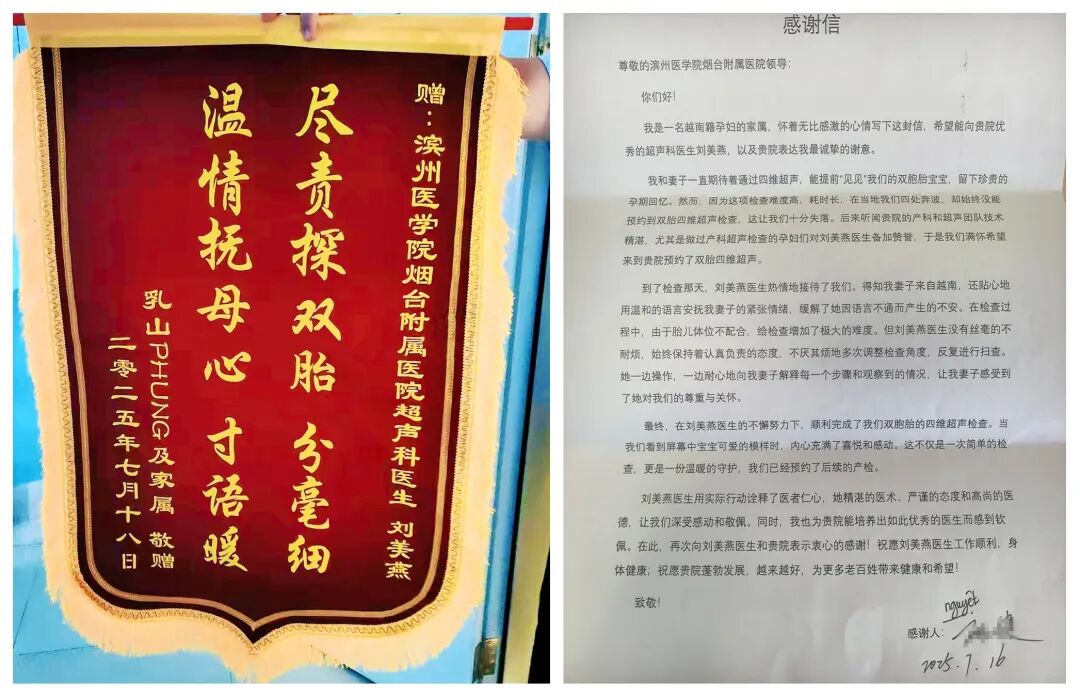 赠：滨州医学院烟台附属医院超声科医生 刘美燕
尽责探双胎 分毫细
温情抚母心 寸语暖
乳山PHUNG及家属 敬赠
二零二五年七月十八日
感谢信
尊敬的滨州医学院烟台附属医院领导：
你们好！
我是一名越南籍孕妇的家属，怀着无比感激的心情写下这封信，希望能向贵院优
秀的超声科医生刘美燕，以及贵院表达我最诚挚的谢意。
我和妻子一直期待着通过四维超声，能提前“见见”我们的双胞胎宝宝，留下珍贵的
孕期回忆。然而，因为这项检查难度高，耗时长，在当地我们四处奔波，却始终没能
预约到双胎四维超声检查，这让我们十分失落。后来听闻贵院的产科和超声团队技术
精湛，尤其是做过产科超声检查的孕妇们对刘美燕医生备加赞誉，于是我们满怀希望
来到贵院预约了双胎四维超声。
到了检查那天，刘美燕医生热情地接待了我们。得知我妻子来自越南，还贴心地
用温和的语言安抚我妻子的紧张情绪，缓解了她因语言不通而产生的不安。在检查过
程中，由于胎儿体位不配合，给检查增加了极大的难度。但刘美燕医生没有丝毫的不
耐烦，始终保持着认真负责的态度，不厌其烦地多次调整检查角度，反复进行扫查。
她一边操作，一边耐心地向我妻子解释每一个步骤和观察到的情况，让我妻子感受到
了她对我们的尊重与关怀。
最终，在刘美燕医生的不懈努力下，顺利完成了我们双胞胎的四维超声检查。当
我们看到屏幕中宝宝可爱的模样时，内心充满了喜悦和感动。这不仅是一次简单的检
查，更是一份温暖的守护，我们已经预约了后续的产检。
刘美燕医生用实际行动诠释了医者仁心，她精湛的医术、严谨的态度和高尚的医
德，让我们深受感动和敬佩。同时，我也为贵院能培养出如此优秀的医生而感到钦
佩。在此，再次向刘美燕医生和贵院表示衷心的感谢！祝愿刘美燕医生工作顺利，身
体健康；祝愿贵院蓬勃发展，越来越好，为更多老百姓带来健康和希望！
致敬！
nguyệt
感谢人：
2025.7.16